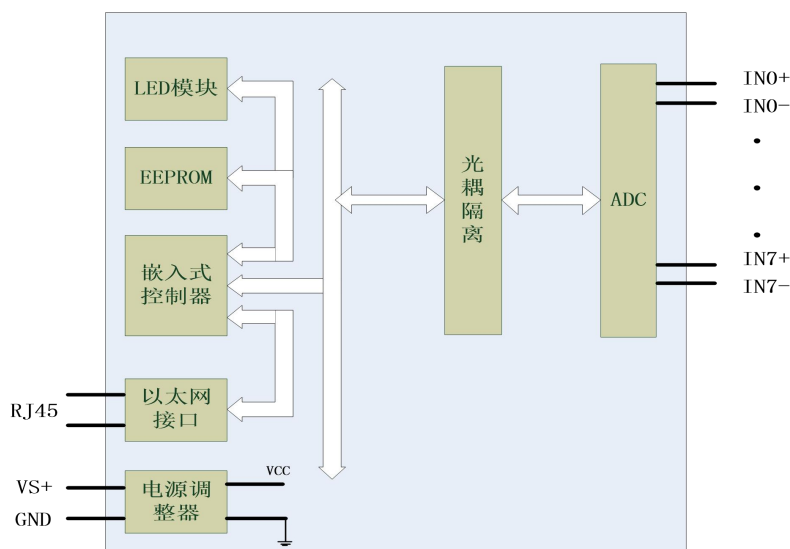 LED模块
EEPROM
嵌入式
控制器
以太网
接口
电源调
整器
RJ45
VS+
GND
VCC
光
耦
隔
离
ADC
IN0+
IN0-
IN7+
IN7-